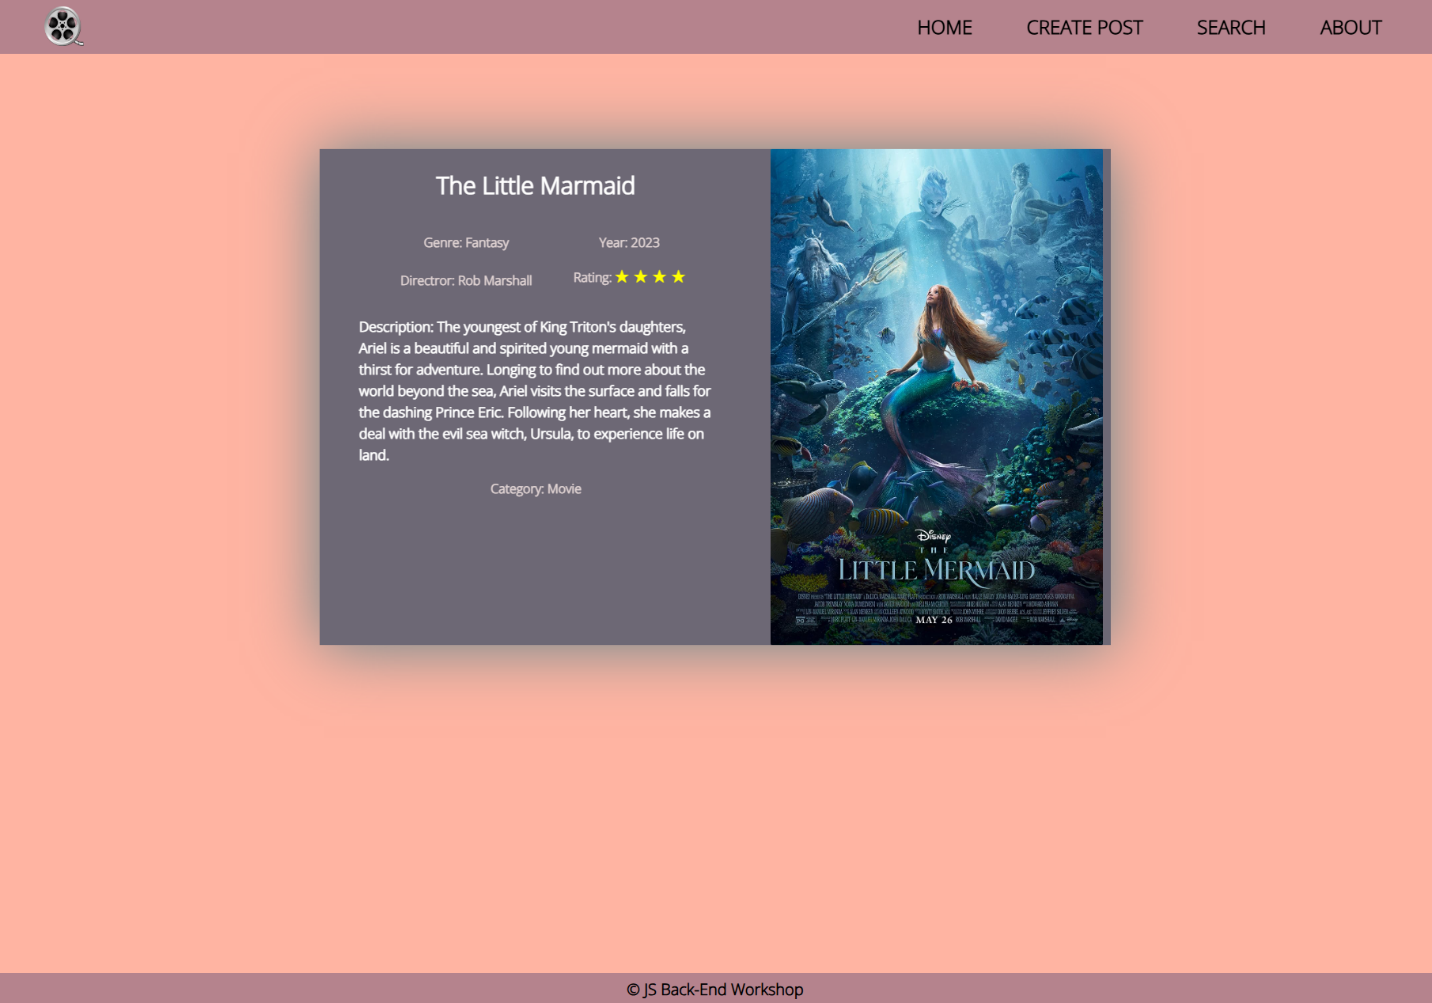 HOME
CREATE POST
SEARCH
ABOUT
The Little Marmaid
Genre: Fantasy
Year: 2023
Directror: Rob Marshall
Rating: ★ ★ ★ ★
Description: The youngest of King Triton's daughters,
Ariel is a beautiful and spirited young mermaid with a
thirst for adventure. Longing to find out more about the
world beyond the sea, Ariel visits the surface and falls for
the dashing Prince Eric. Following her heart, she makes a
deal with the evil sea witch, Ursula, to experience life on
land.
Category: Movie
Disney
THE
LITTLE MERMAID
MAY 26
© JS Back-End Workshop